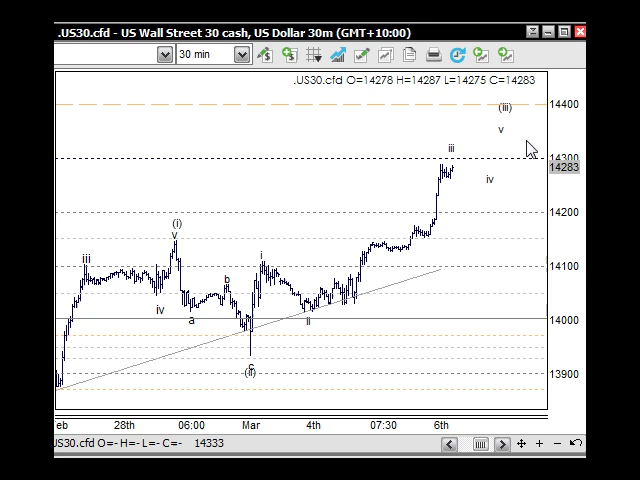 .US30.cfd - US Wall Street 30 cash, US Dollar 30m (GMT+10:00)
30 min
.US30.cfd O=14278 H=14287 L=14275 C=14283
14400
(iii)
v
iii
14300
14283
iv
14200
(i)
v
iii
b
i
14100
iv
a
ii
14000
c
(ii)
13900
eb
28th
06:00
Mar
4th
07:30
6th
US30.cfd O=- H=- L=- C=-
14333